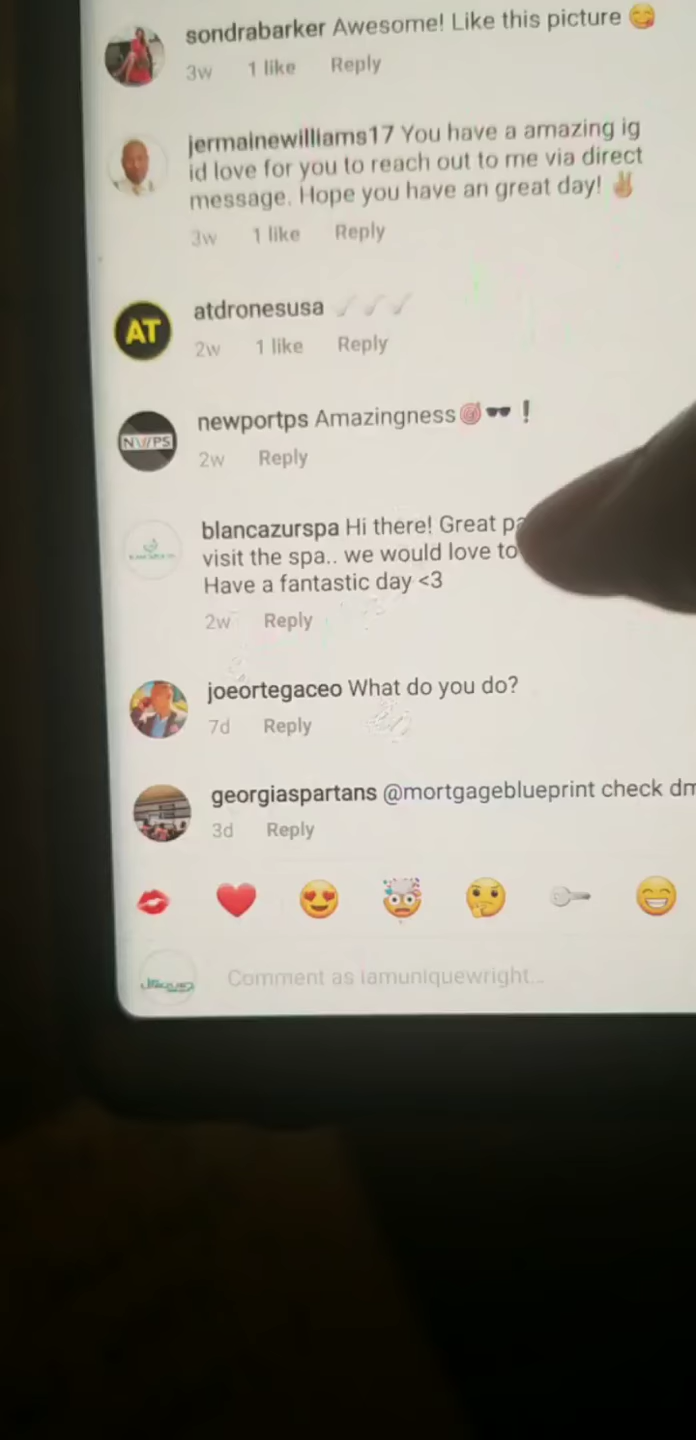 sondrabarker Awesome! Like this picture 😋
3w 1 like Reply
jermainewilliams17 You have a amazing ig
id love for you to reach out to me via direct
message. Hope you have an great day! ✌🏼
3w 1 like Reply
AT
atdronesusa ✓✓✓
2w 1 like Reply
newportps Amazingness🎯🕶❗
2w Reply
blancazurspa Hi there! Great
visit the spa.. we would love to
Have a fantastic day <3
2w Reply
joeortegaceo What do you do?
7d Reply
georgiaspartans @mortgageblueprint check
3d Reply
💋 ❤️ 😍 🤯 🤔 🔑 😁
Comment as iamuniquewright...